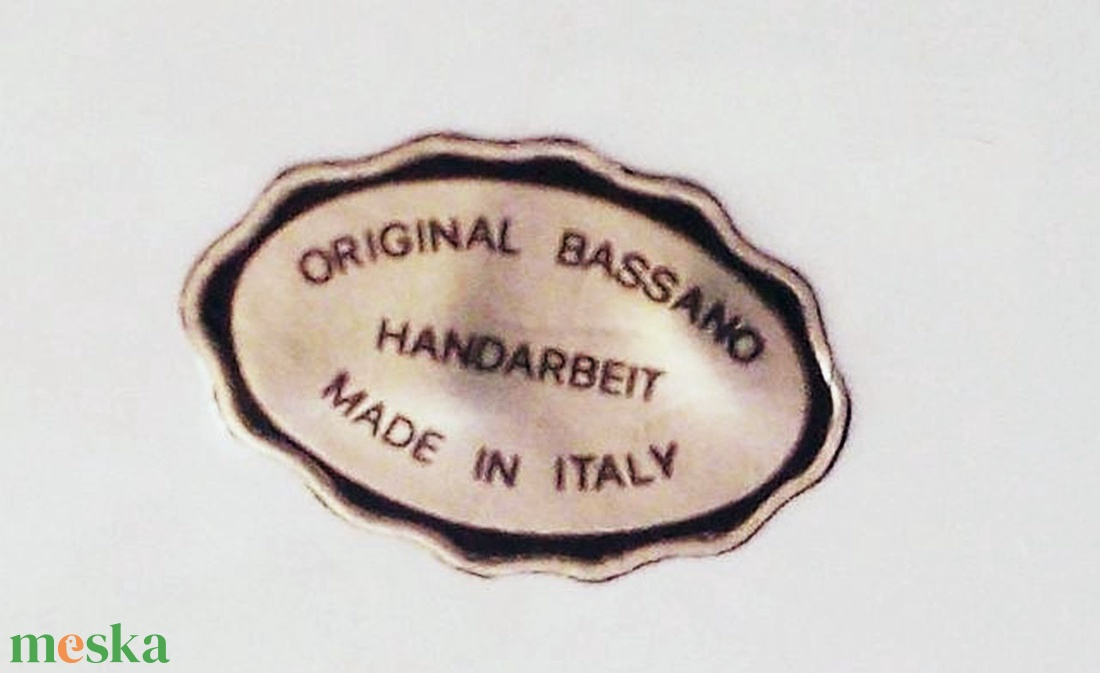 ORIGINAL BASSANO
HANDARBEIT
MADE IN ITALY
meska